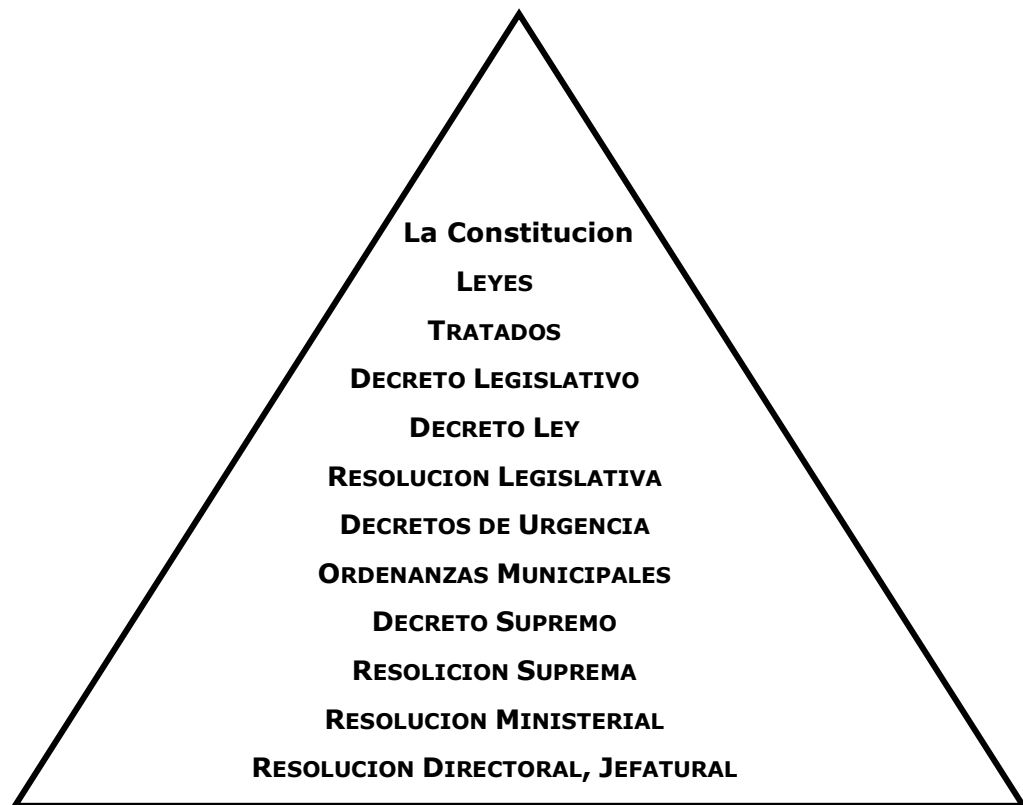 La Constitucion
LEYES
TRATADOS
DECRETO LEGISLATIVO
DECRETO LEY
RESOLUCION LEGISLATIVA
DECRETOS DE URGENCIA
ORDENANZAS MUNICIPALES
DECRETO SUPREMO
RESOLICION SUPREMA
RESOLUCION MINISTERIAL
RESOLUCION DIRECTORAL, JEFATURAL